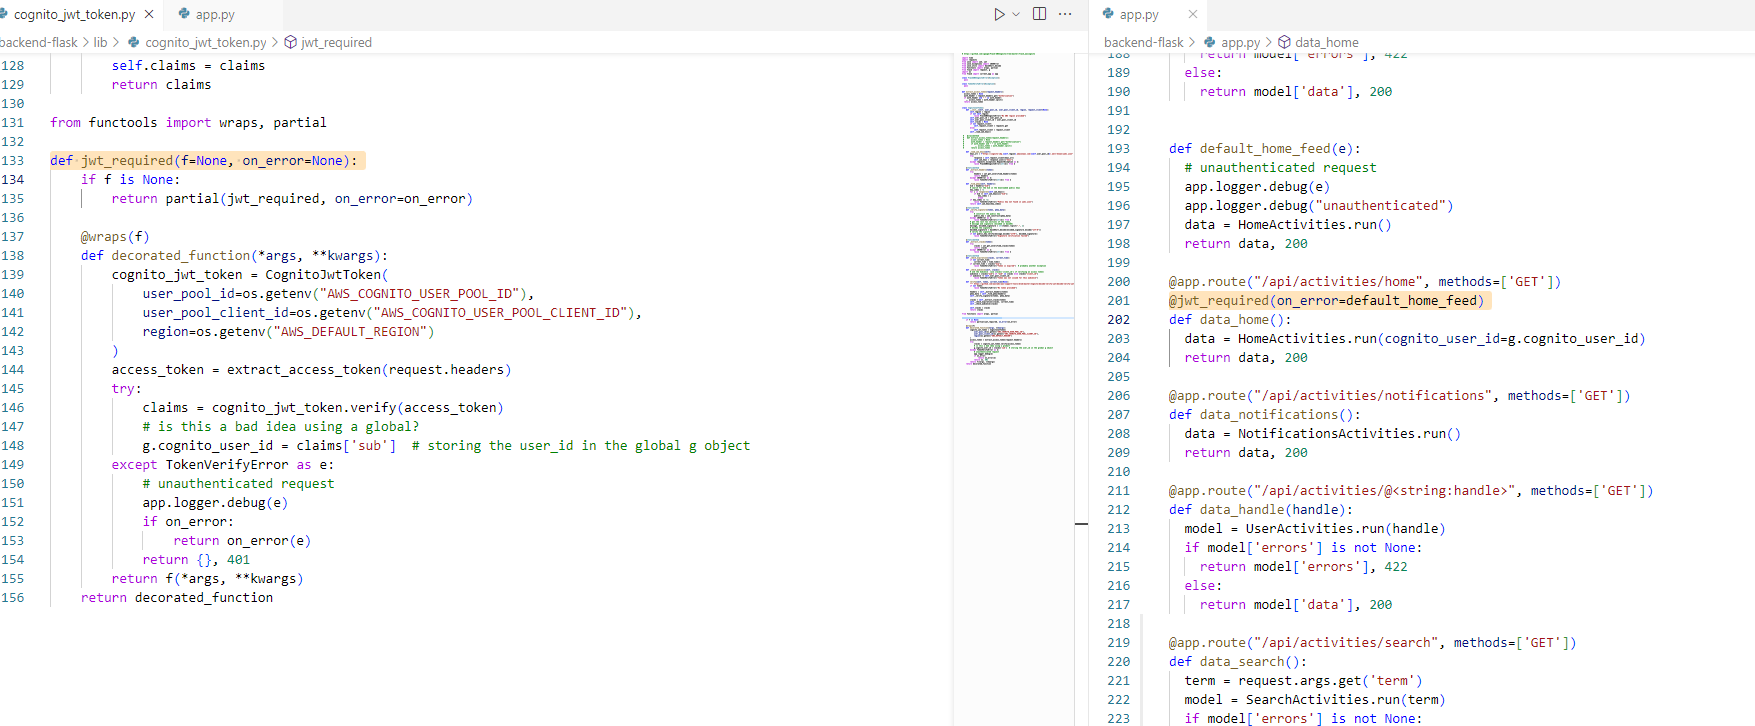 cognito_jwt_token.py
app.py
backend-flask > lib > cognito_jwt_token.py > jwt_required
128 self.claims = claims
129 return claims
130
131 from functools import wraps, partial
132
133 def jwt_required(f=None, on_error=None):
134 if f is None:
135 return partial(jwt_required, on_error=on_error)
136
137 @wraps(f)
138 def decorated_function(*args, **kwargs):
139 cognito_jwt_token = CognitoJwtToken(
140 user_pool_id=os.getenv("AWS_COGNITO_USER_POOL_ID"),
141 user_pool_client_id=os.getenv("AWS_COGNITO_USER_POOL_CLIENT_ID"),
142 region=os.getenv("AWS_DEFAULT_REGION")
143 )
144 access_token = extract_access_token(request.headers)
145 try:
146 claims = cognito_jwt_token.verify(access_token)
147 # is this a bad idea using a global?
148 g.cognito_user_id = claims['sub']  # storing the user_id in the global g object
149 except TokenVerifyError as e:
150 # unauthenticated request
151 app.logger.debug(e)
152 if on_error:
153 return on_error(e)
154 return {}, 401
155 return f(*args, **kwargs)
156 return decorated_function
app.py
backend-flask > app.py > data_home
188 return model['errors'], 422
189 else:
190 return model['data'], 200
191
192
193 def default_home_feed(e):
194 # unauthenticated request
195 app.logger.debug(e)
196 app.logger.debug("unauthenticated")
197 data = HomeActivities.run()
198 return data, 200
199
200 @app.route("/api/activities/home", methods=['GET'])
201 @jwt_required(on_error=default_home_feed)
202 def data_home():
203 data = HomeActivities.run(cognito_user_id=g.cognito_user_id)
204 return data, 200
205
206 @app.route("/api/activities/notifications", methods=['GET'])
207 def data_notifications():
208 data = NotificationsActivities.run()
209 return data, 200
210
211 @app.route("/api/activities/@<string:handle>", methods=['GET'])
212 def data_handle(handle):
213 model = UserActivities.run(handle)
214 if model['errors'] is not None:
215 return model['errors'], 422
216 else:
217 return model['data'], 200
218
219 @app.route("/api/activities/search", methods=['GET'])
220 def data_search():
221 term = request.args.get('term')
222 model = SearchActivities.run(term)
223 if model['errors'] is not None: